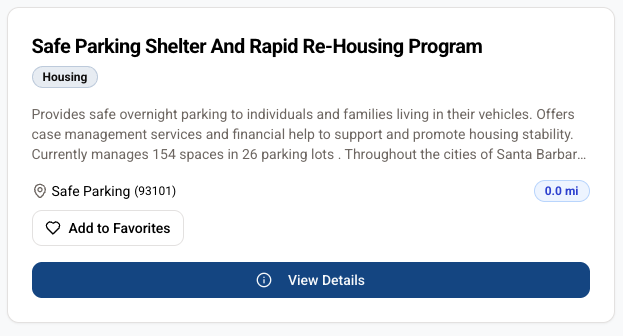 Safe Parking Shelter And Rapid Re-Housing Program
Housing
Provides safe overnight parking to individuals and families living in their vehicles. Offers
case management services and financial help to support and promote housing stability.
Currently manages 154 spaces in 26 parking lots . Throughout the cities of Santa Barbar...
Safe Parking (93101)
0.0 mi
Add to Favorites
View Details